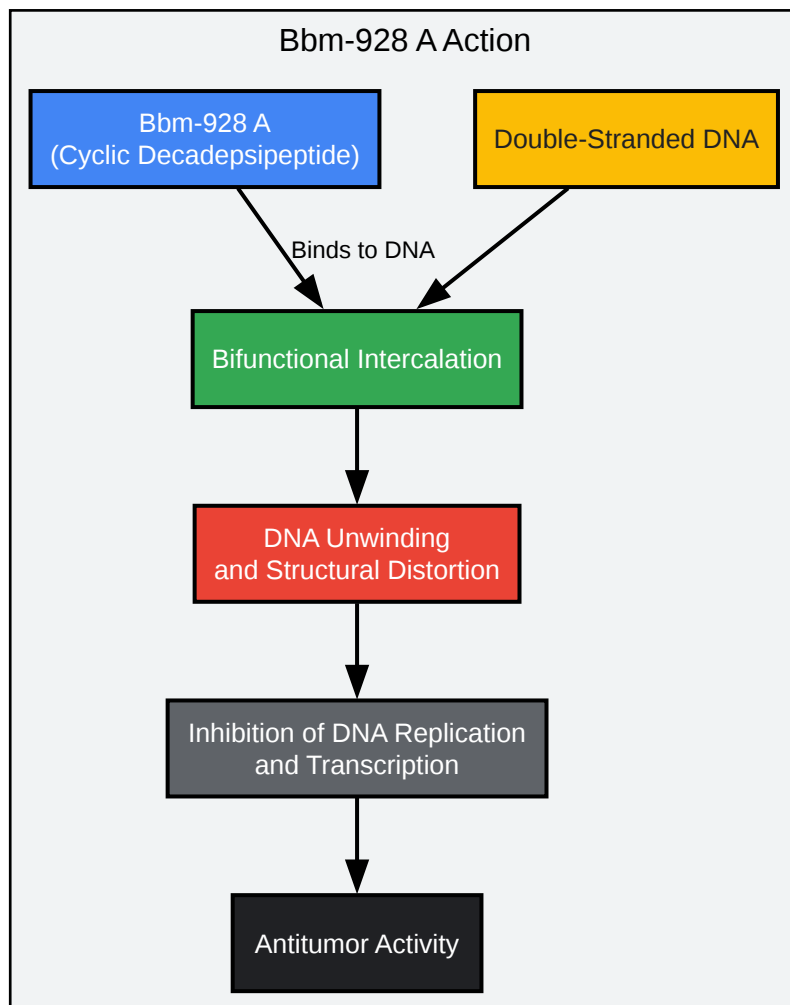 Bbm-928 A Action
Bbm-928 A
(Cyclic Decadepsipeptide)
Double-Stranded DNA
Binds to DNA
Bifunctional Intercalation
DNA Unwinding
and Structural Distortion
Inhibition of DNA Replication
and Transcription
Antitumor Activity